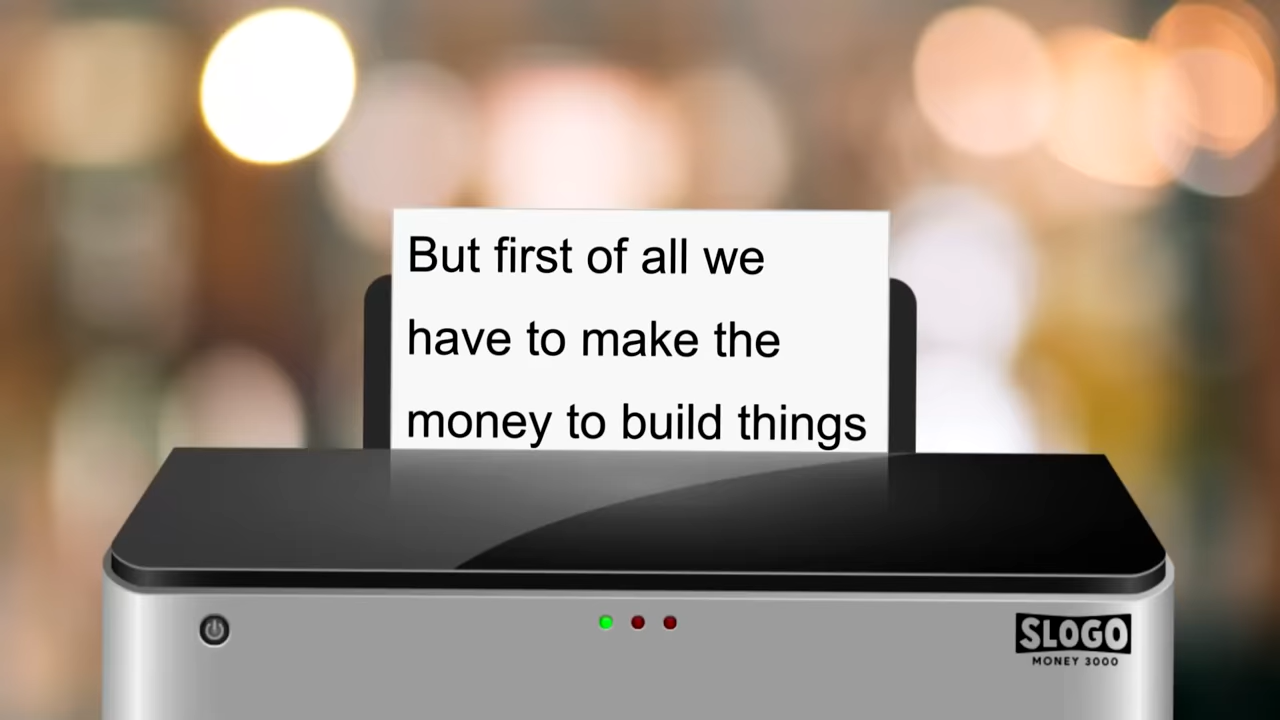 But first of all we
have to make the
money to build things
SLOGO
MONEY 3000